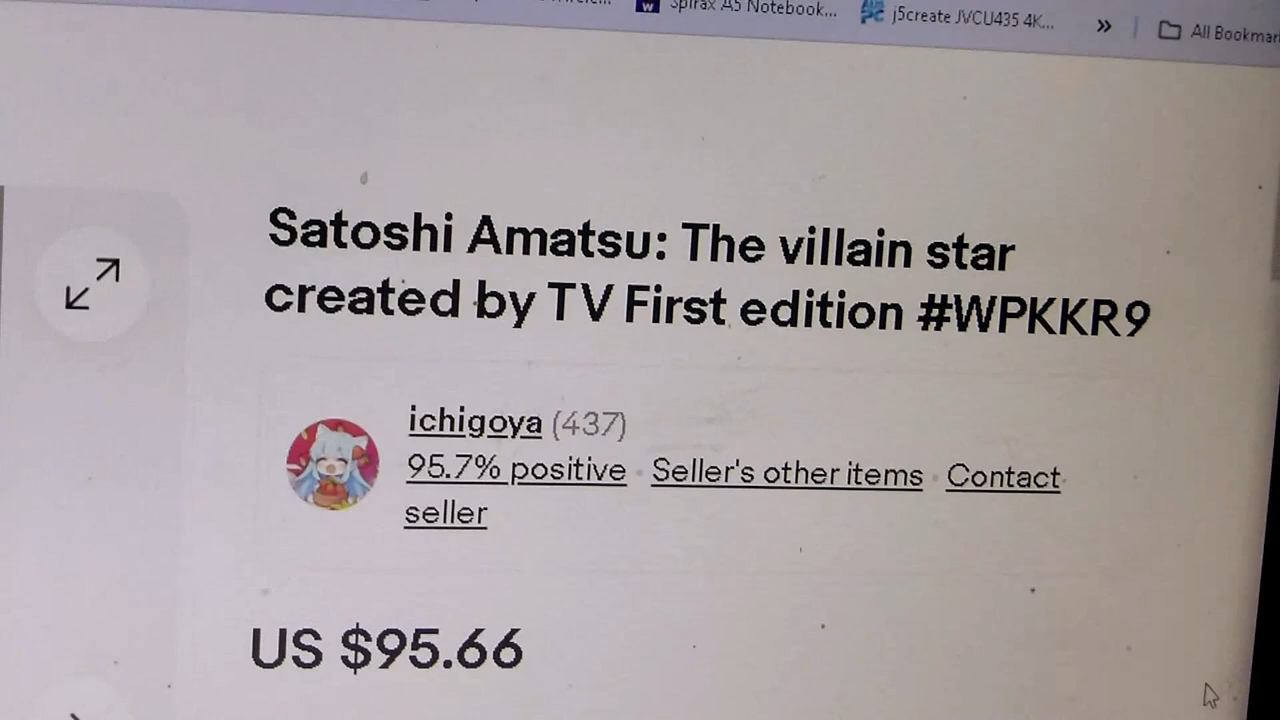 Spirax A5 Notebook...
j5create JVCU435 4K...
»
All Bookmar
Satoshi Amatsu: The villain star
created by TV First edition #WPKKR9
ichigoya (437)
95.7% positive Seller's other items Contact
seller
US $95.66